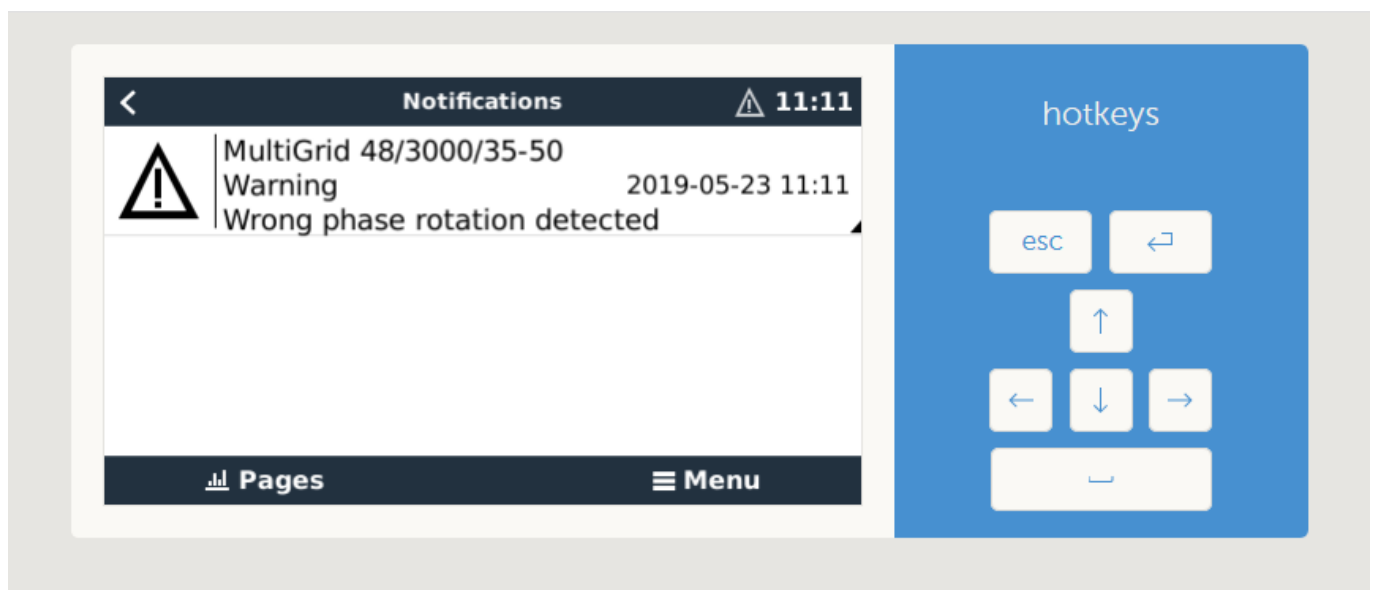 Notifications
11:11
MultiGrid 48/3000/35-50
Warning
2019-05-23 11:11
Wrong phase rotation detected
Pages
Menu
hotkeys
esc